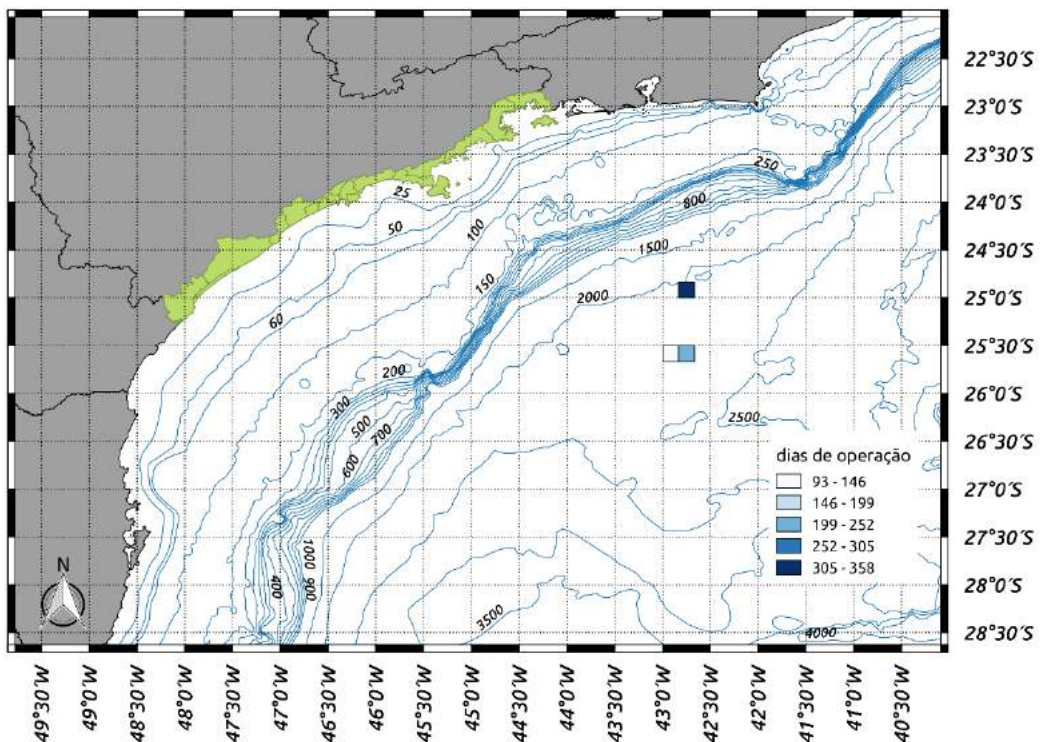 22°30´S
23°0´S
23°30´S
24°0´S
24°30´S
25°0´S
25°30´S
26°0´S
26°30´S
27°0´S
27°30´S
28°0´S
28°30´S
25
50
100
60
150
250
800
1500
2000
200
300
500
700
600
2500
400
1000
900
3500
4000
N
dias de operação
93 - 146
146 - 199
199 - 252
252 - 305
305 - 358
49°30´W
49°0´W
48°30´W
48°0´W
47°30´W
47°0´W
46°30´W
46°0´W
45°30´W
45°0´W
44°30´W
44°0´W
43°30´W
43°0´W
42°30´W
42°0´W
41°30´W
41°0´W
40°30´W